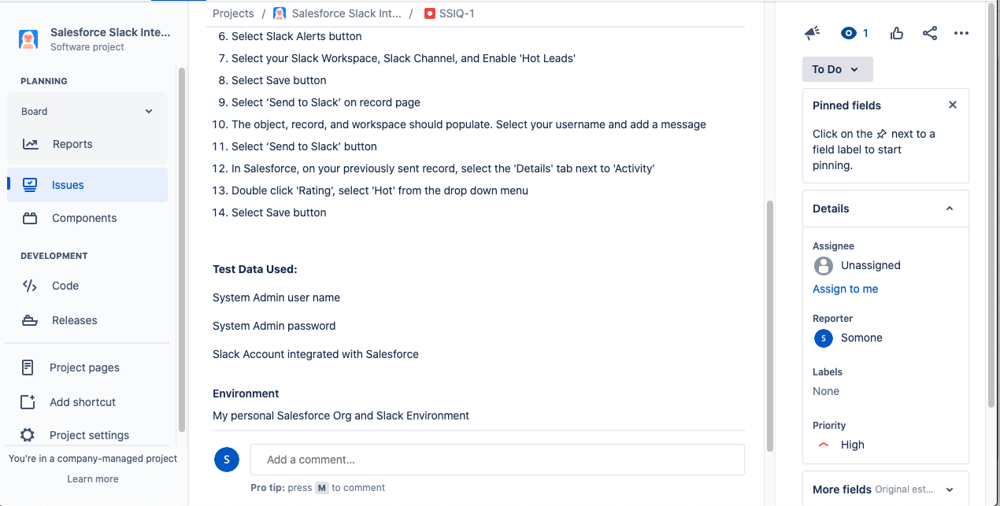 Salesforce Slack Inte...
Software project
PLANNING
Board
Reports
Issues
Components
DEVELOPMENT
Code
Releases
Project pages
Add shortcut
Project settings
You're in a company-managed project
Learn more
Projects / Salesforce Slack Int... / SSIQ-1
6. Select Slack Alerts button
7. Select your Slack Workspace, Slack Channel, and Enable 'Hot Leads'
8. Select Save button
9. Select ‘Send to Slack’ on record page
10. The object, record, and workspace should populate. Select your username and add a message
11. Select ‘Send to Slack’ button
12. In Salesforce, on your previously sent record, select the 'Details' tab next to 'Activity'
13. Double click 'Rating', select 'Hot' from the drop down menu
14. Select Save button
Test Data Used:
System Admin user name
System Admin password
Slack Account integrated with Salesforce
Environment
My personal Salesforce Org and Slack Environment
S
Add a comment...
Pro tip: press M to comment
1
To Do
Pinned fields
Click on the next to a
field label to start
pinning.
Details
Assignee
Unassigned
Assign to me
Reporter
S Somone
Labels
None
Priority
High
More fields Original est...